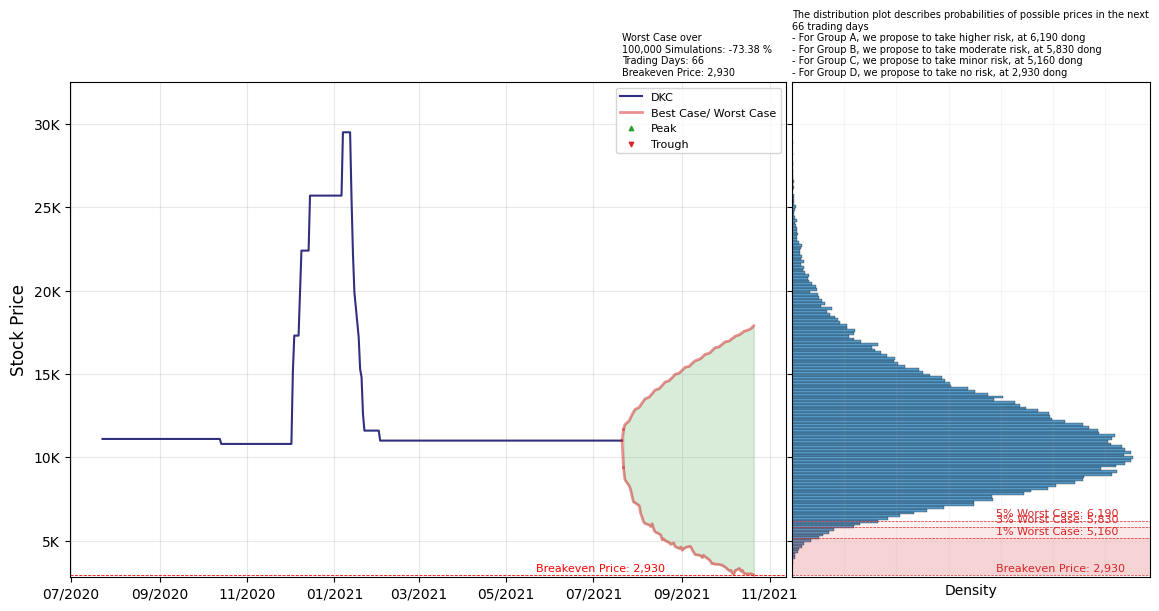 The distribution plot describes probabilities of possible prices in the next
66 trading days
- For Group A, we propose to take higher risk, at 6,190 dong
- For Group B, we propose to take moderate risk, at 5,830 dong
- For Group C, we propose to take minor risk, at 5,160 dong
- For Group D, we propose to take no risk, at 2,930 dong
Worst Case over
100,000 Simulations: -73.38 %
Trading Days: 66
Breakeven Price: 2,930
DKC
Best Case/ Worst Case
Peak
Trough
Stock Price
30K
25K
20K
15K
10K
5K
Breakeven Price: 2,930
07/2020
09/2020
11/2020
01/2021
03/2021
05/2021
07/2021
09/2021
11/2021
5% Worst Case: 6,190
3% Worst Case: 5,830
1% Worst Case: 5,160
Breakeven Price: 2,930
Density